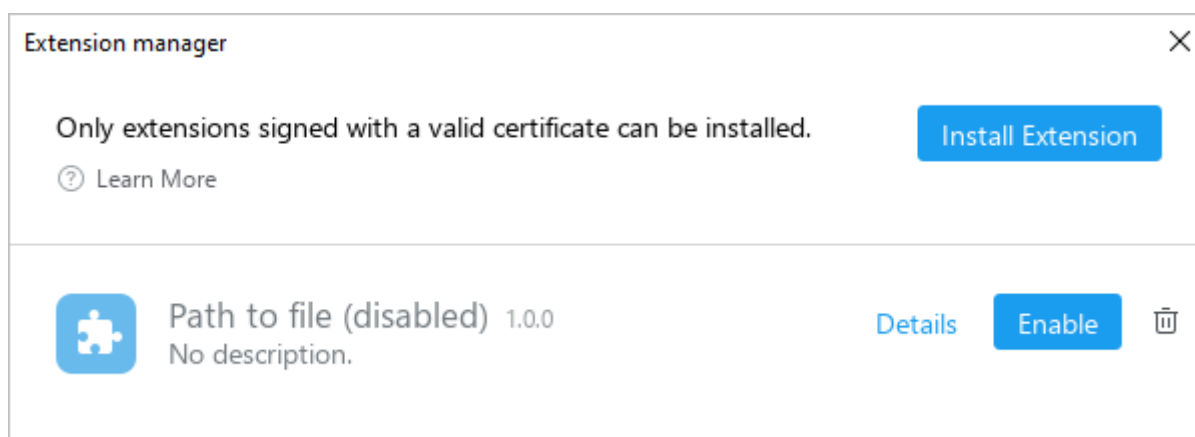 Extension manager
Only extensions signed with a valid certificate can be installed.
Install Extension
? Learn More
Path to file (disabled) 1.0.0
No description.
Details
Enable